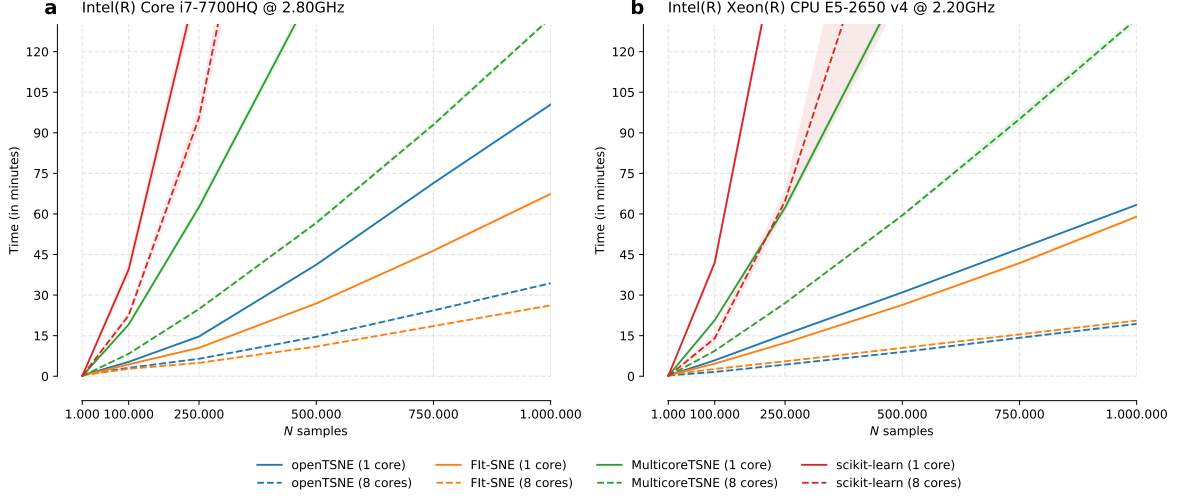 a Intel(R) Core i7-7700HQ @ 2.80GHz
120
105
90
75
60
45
30
15
0
Time (in minutes)
1.000 100.000 250.000 500.000 750.000 1.000.000
N samples
b Intel(R) Xeon(R) CPU E5-2650 v4 @ 2.20GHz
120
105
90
75
60
45
30
15
0
Time (in minutes)
1.000 100.000 250.000 500.000 750.000 1.000.000
N samples
openTSNE (1 core) FIt-SNE (1 core) MulticoreTSNE (1 core) scikit-learn (1 core)
openTSNE (8 cores) FIt-SNE (8 cores) MulticoreTSNE (8 cores) scikit-learn (8 cores)